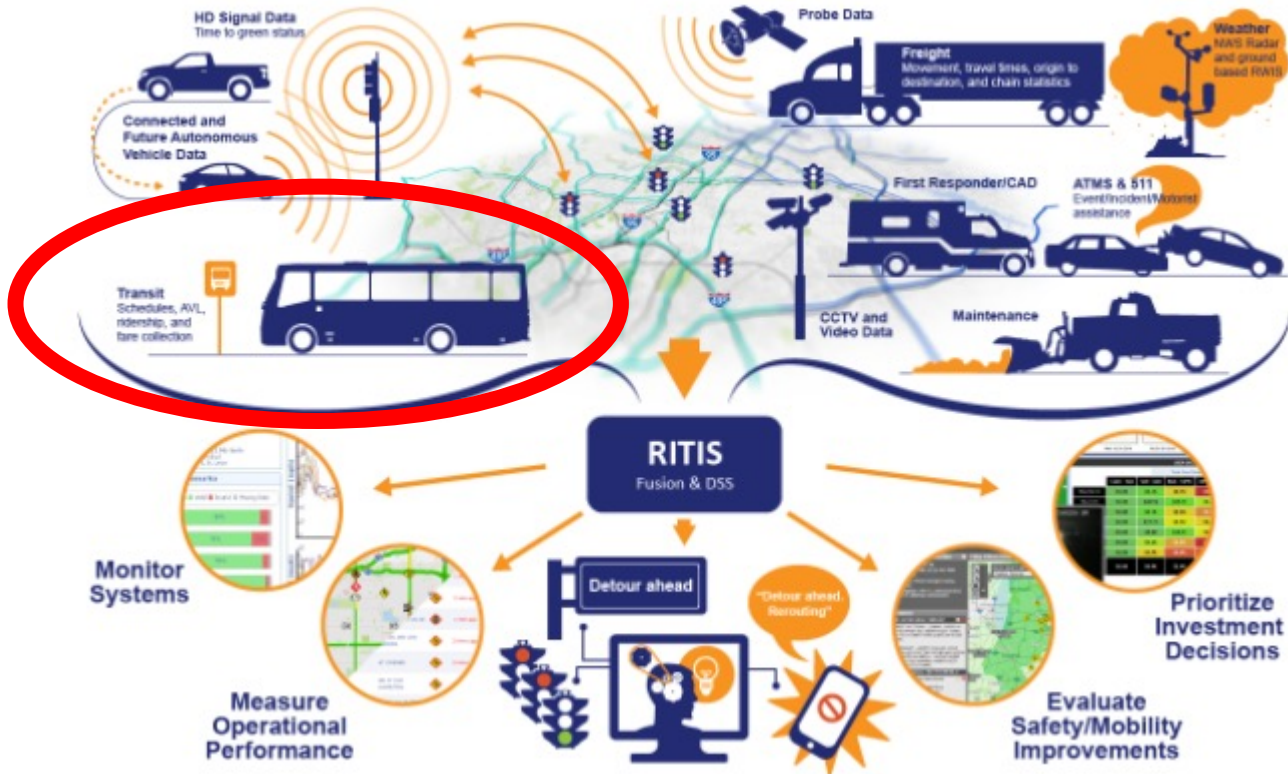 HD Signal Data
Time to green status
Probe Data
Freight
Movement, travel times, origin to
destination, and chain statistics
Weather
NWS Radar
and ground
based RWIS
Connected and
Future Autonomous
Vehicle Data
First Responder/CAD
ATMS & 511
Event/Incident/Motorist
assistance
Transit
Schedules, AVL,
ridership, and
fare collection
CCTV and
Video Data
Maintenance
RITIS
Fusion & DSS
Monitor
Systems
Measure
Operational
Performance
Detour ahead
"Detour ahead.
Rerouting"
Evaluate
Safety/Mobility
Improvements
Prioritize
Investment
Decisions